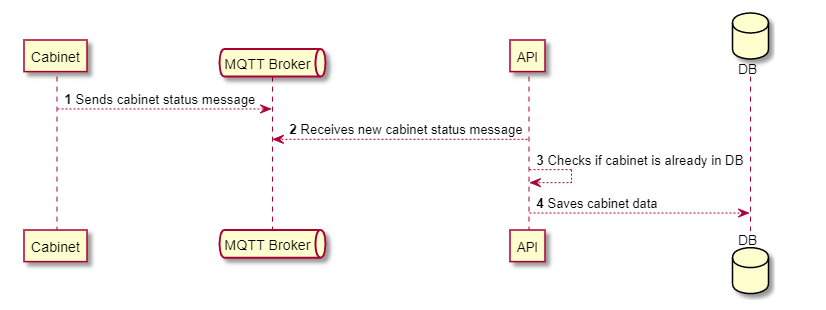 Cabinet
MQTT Broker
API
DB
1 Sends cabinet status message
2 Receives new cabinet status message
3 Checks if cabinet is already in DB
4 Saves cabinet data
Cabinet
MQTT Broker
API
DB